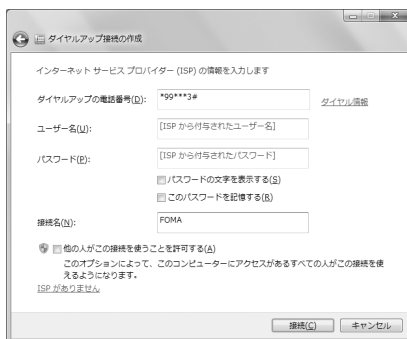 ダイヤルアップ接続の作成
インターネット サービス プロバイダー (ISP) の情報を入力します
ダイヤルアップの電話番号(D): *99***3# ダイヤル情報
ユーザー名(U): [ISP から付与されたユーザー名]
パスワード(P): [ISP から付与されたパスワード]
パスワードの文字を表示する(S)
このパスワードを記憶する(R)
接続名(N): FOMA
他の人がこの接続を使うことを許可する(A)
このオプションによって、このコンピューターにアクセスがあるすべての人がこの接続を使
えるようになります。
ISP がありません
接続(C) キャンセル